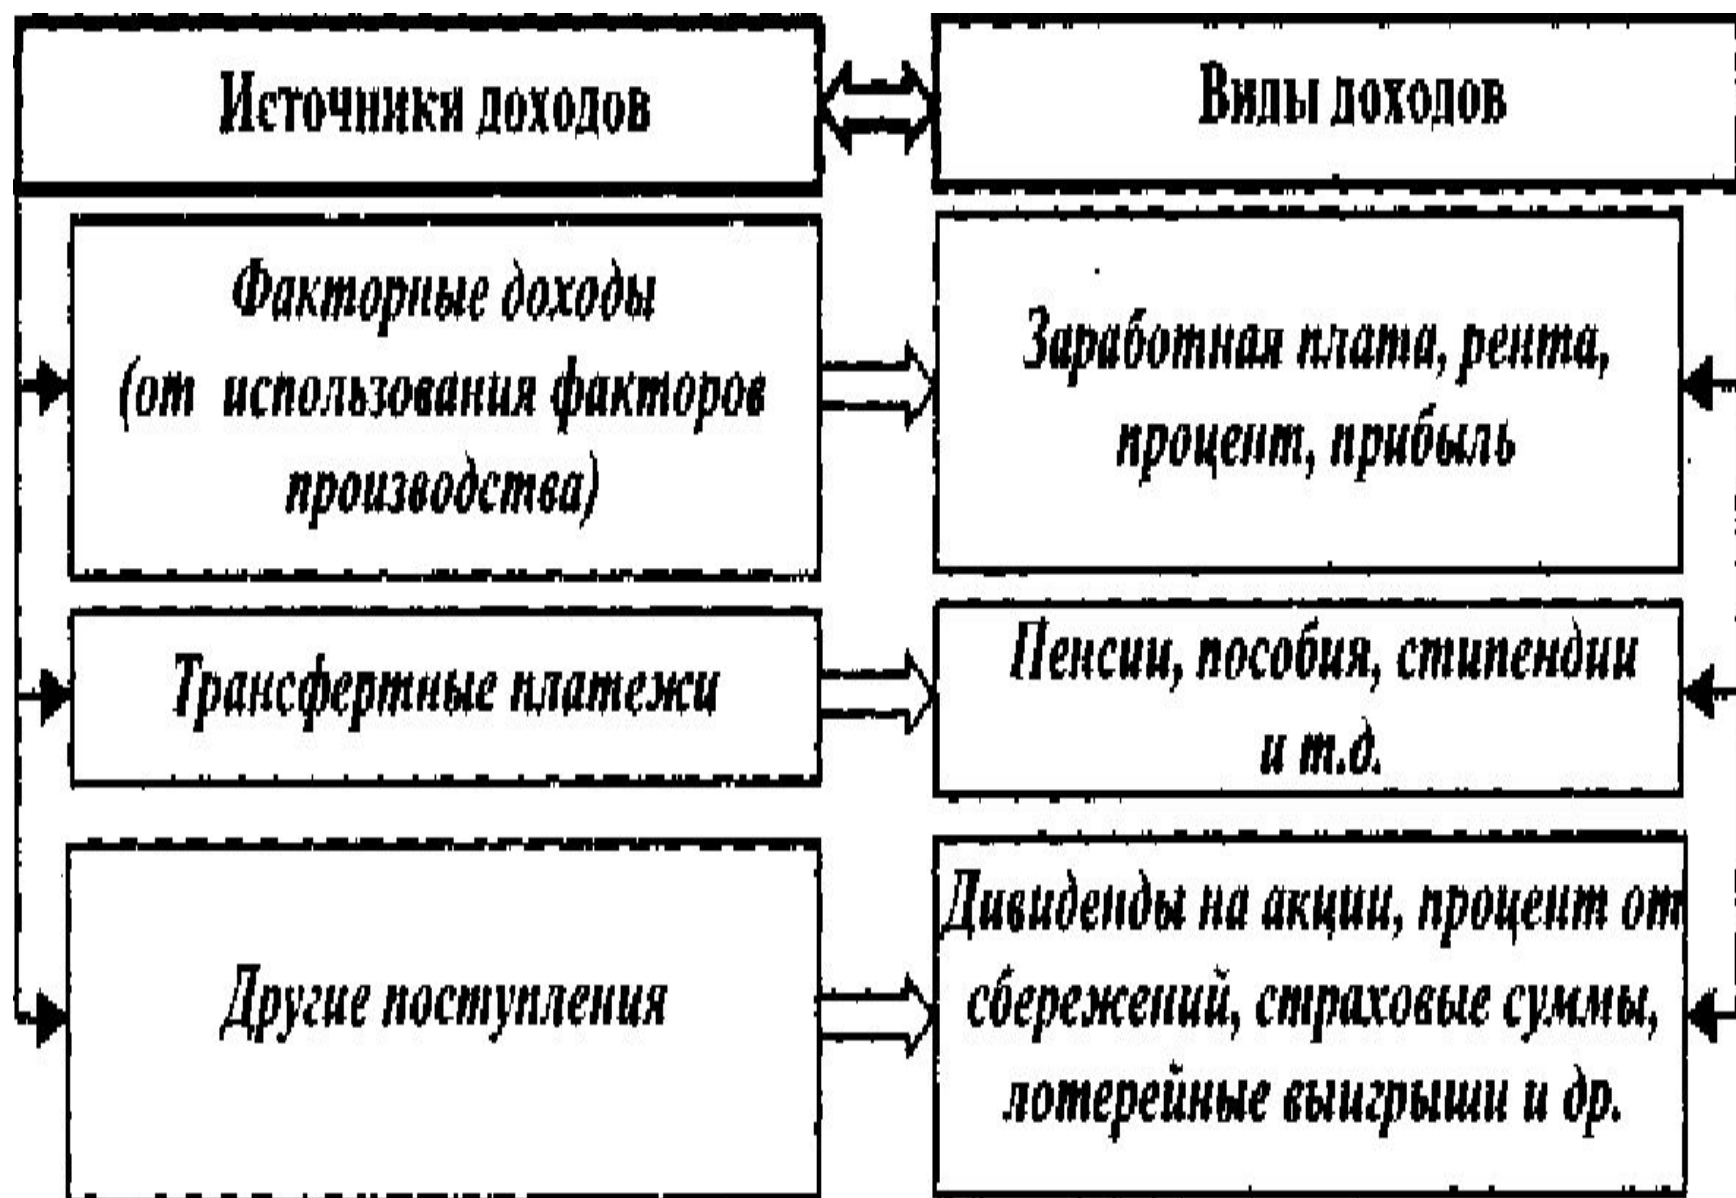 Источники доходов
Виды доходов
Факторные доходы
(от использования факторов
производства)
Заработная плата, рента,
процент, прибыль
Трансфертные платежи
Пенсии, пособия, стипендии
и т.д.
Другие поступления
Дивиденды на акции, процент от
сбережений, страховые суммы,
лотерейные выигрыши и др.